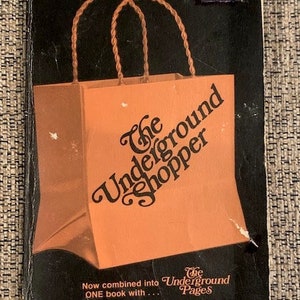 The
Underground
Shopper
Now combined into
ONE book with . . .
The
Underground
Pages